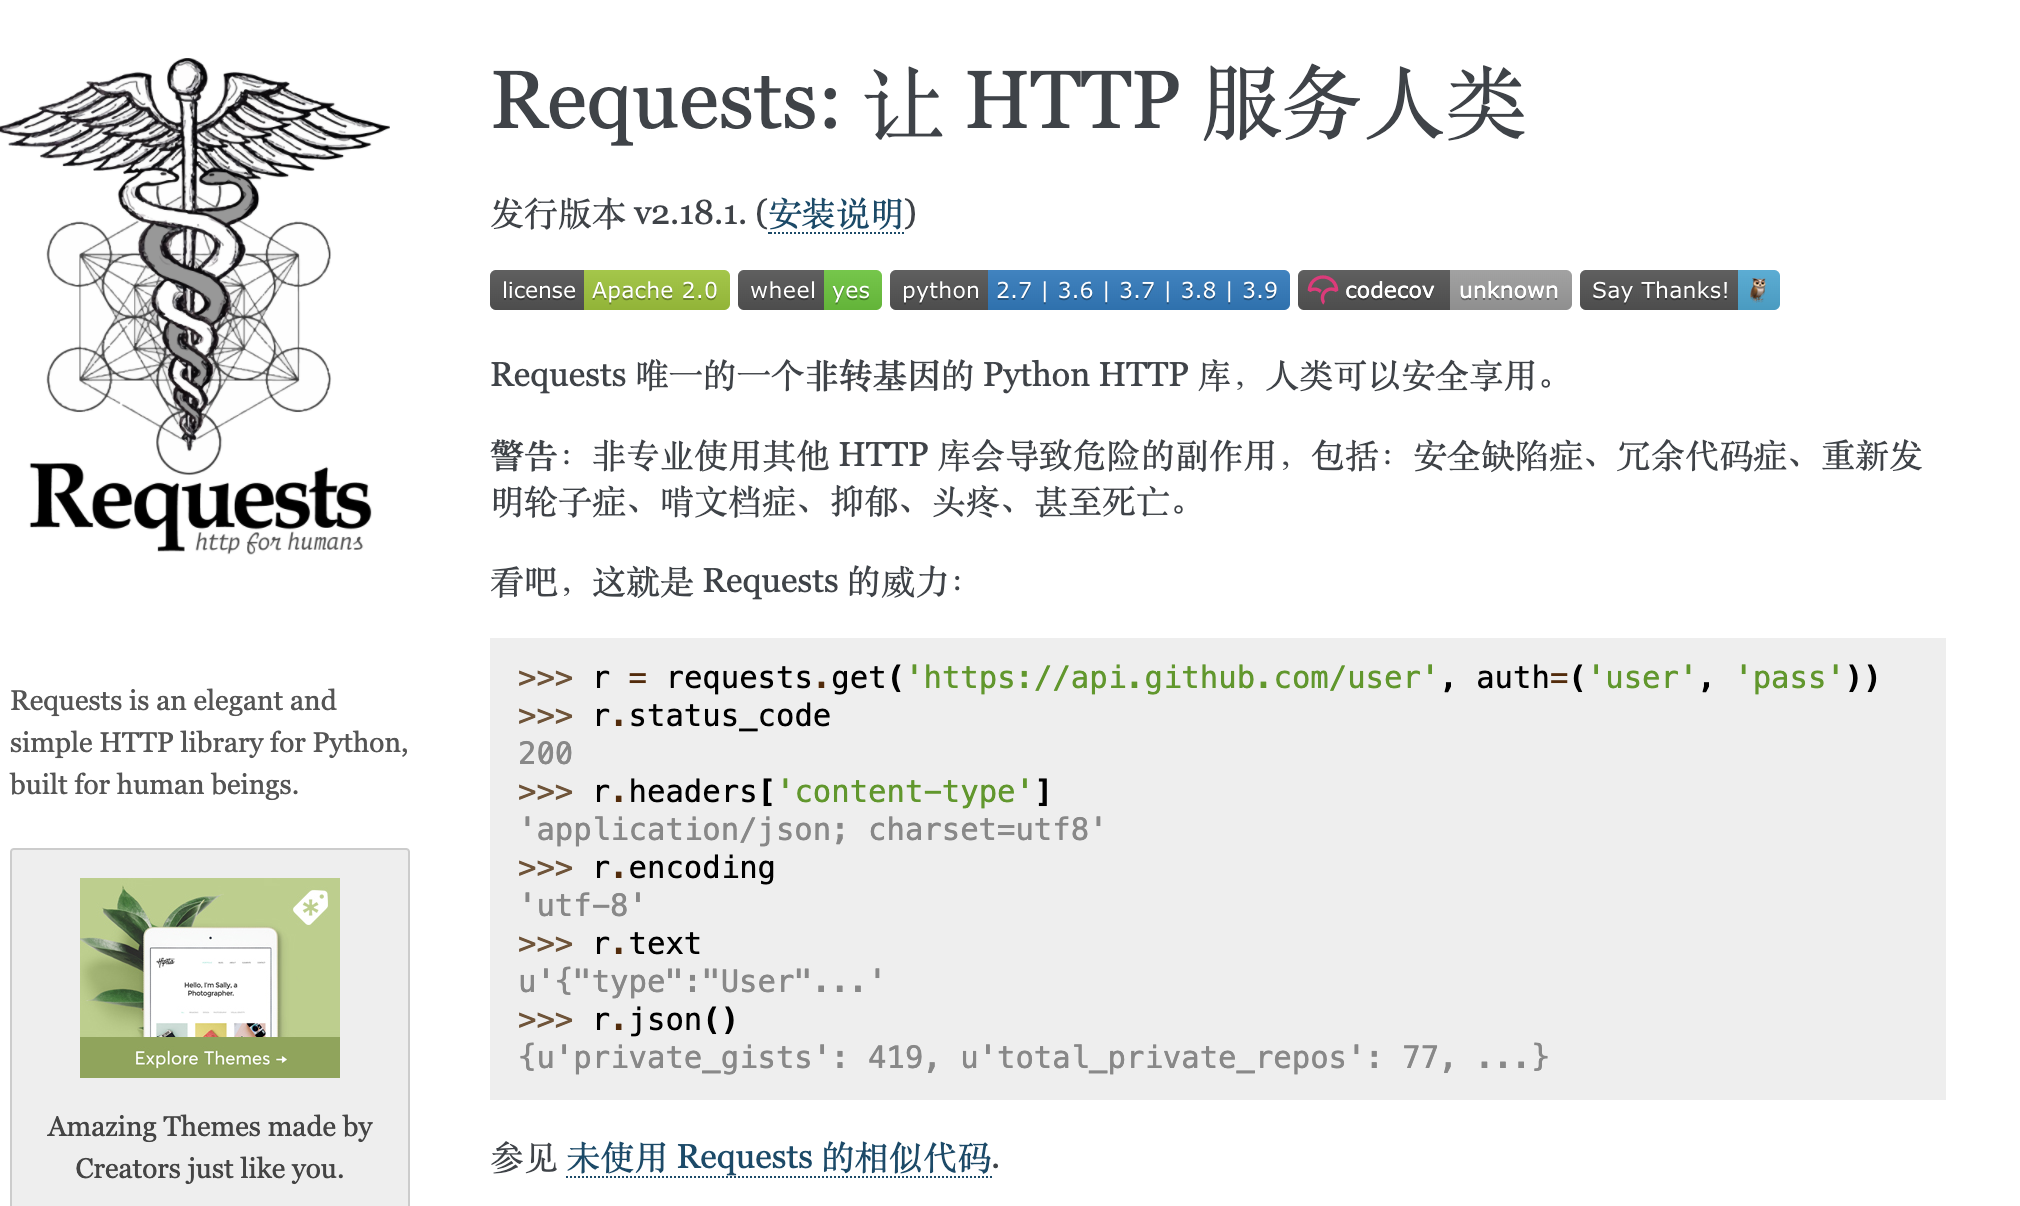 Requests
http for humans
Requests is an elegant and
simple HTTP library for Python,
built for human beings.
Hello, I'm Sally, a
Photographer.
Explore Themes →
Amazing Themes made by
Creators just like you.
Requests: 让 HTTP 服务人类
发行版本 v2.18.1. (安装说明)
license Apache 2.0 wheel yes python 2.7 | 3.6 | 3.7 | 3.8 | 3.9 codecov unknown Say Thanks!
Requests 唯一的一个非转基因的 Python HTTP 库，人类可以安全享用。
警告：非专业使用其他 HTTP 库会导致危险的副作用，包括：安全缺陷症、冗余代码症、重新发
明轮子症、啃文档症、抑郁、头疼、甚至死亡。
看吧，这就是 Requests 的威力：
>>> r = requests.get('https://api.github.com/user', auth=('user', 'pass'))
>>> r.status_code
200
>>> r.headers['content-type']
'application/json; charset=utf8'
>>> r.encoding
'utf-8'
>>> r.text
u'{"type":"User"...'
>>> r.json()
{u'private_gists': 419, u'total_private_repos': 77, ...}
参见 未使用 Requests 的相似代码.